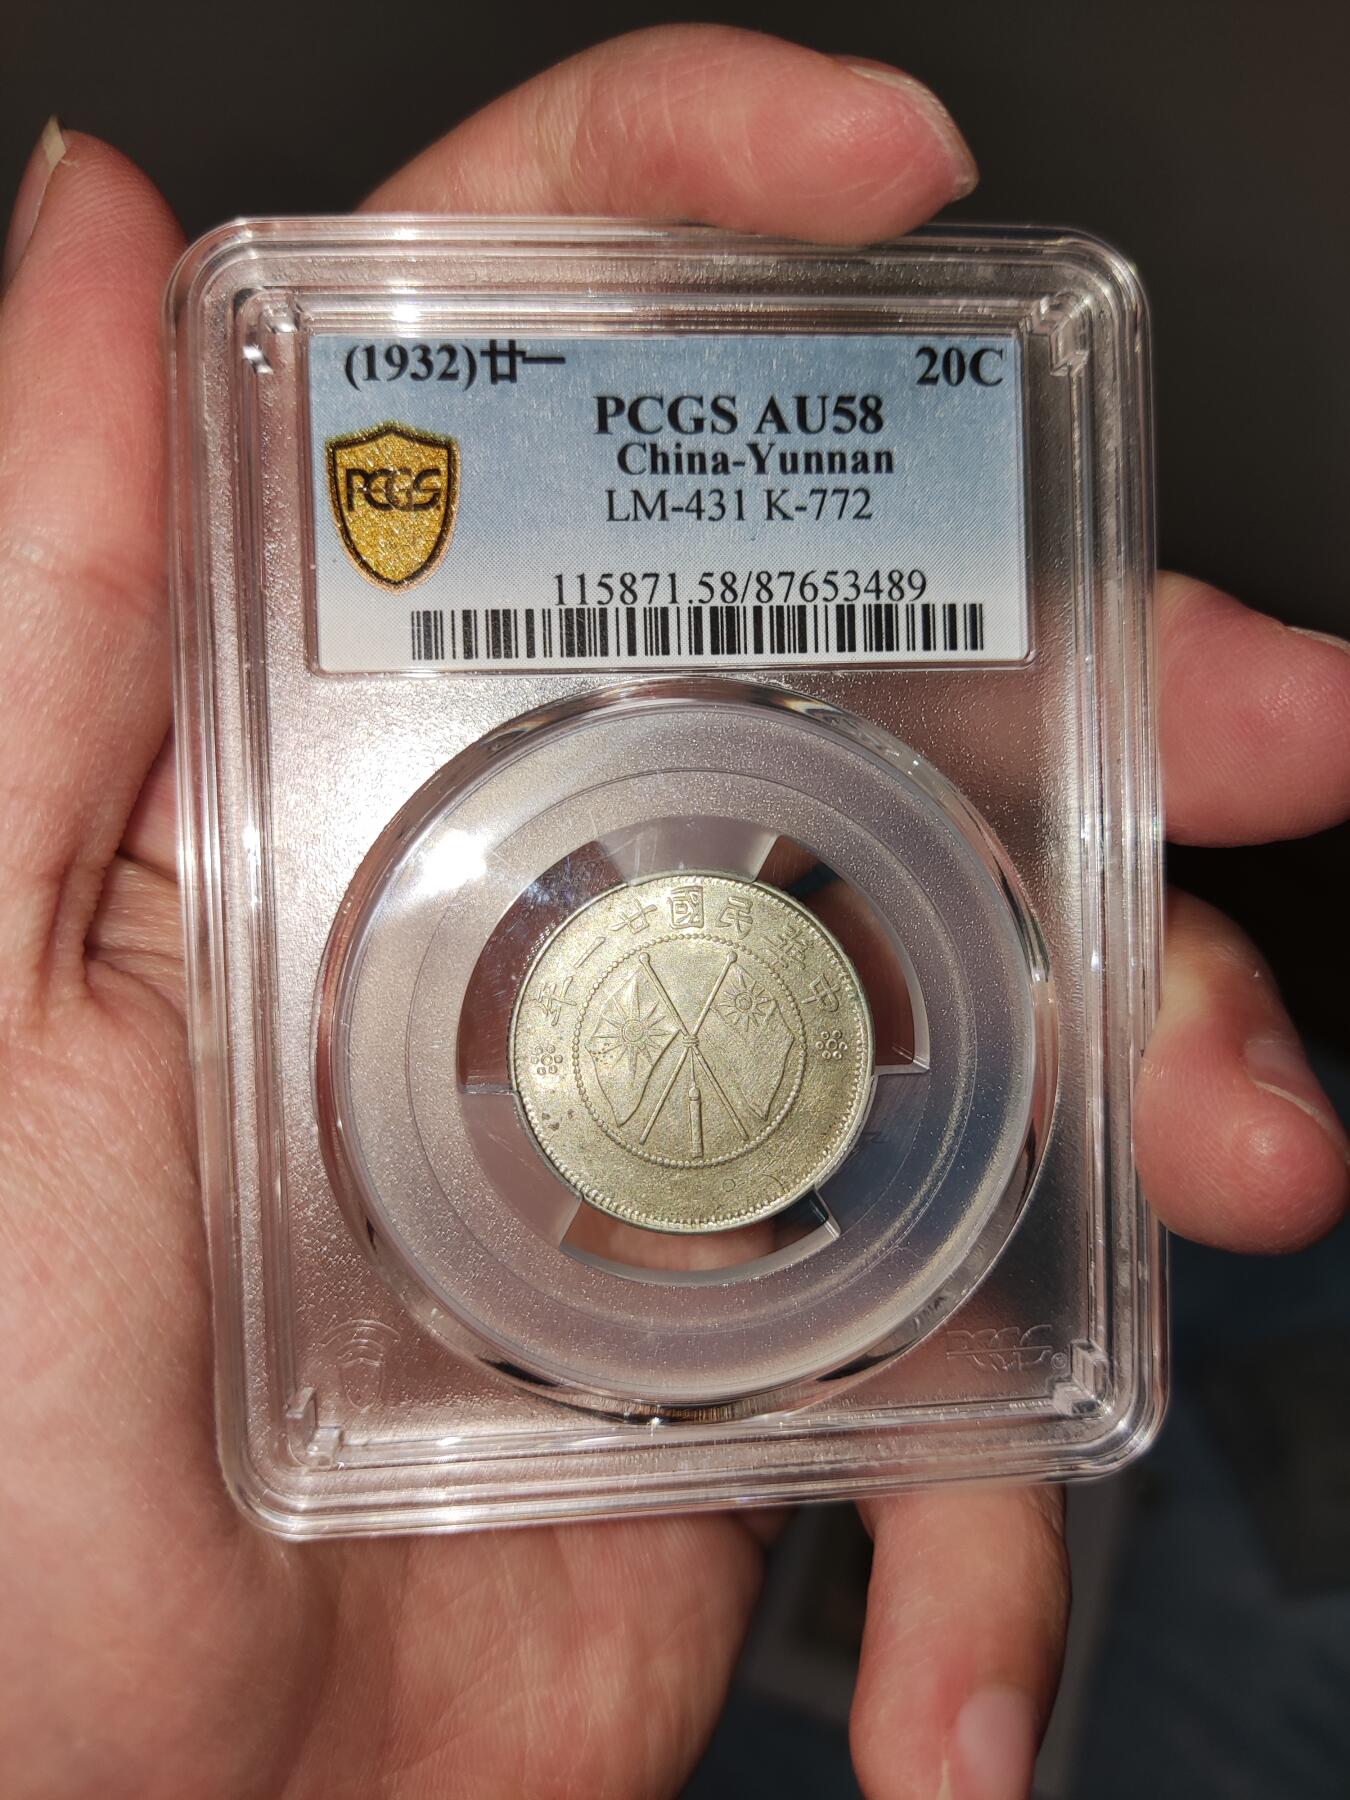 (1932)廿一 20C
PCGS AU58
China-Yunnan
LM-431 K-772
PCGS
115871.58/87653489
年一廿國民華中
PCGS